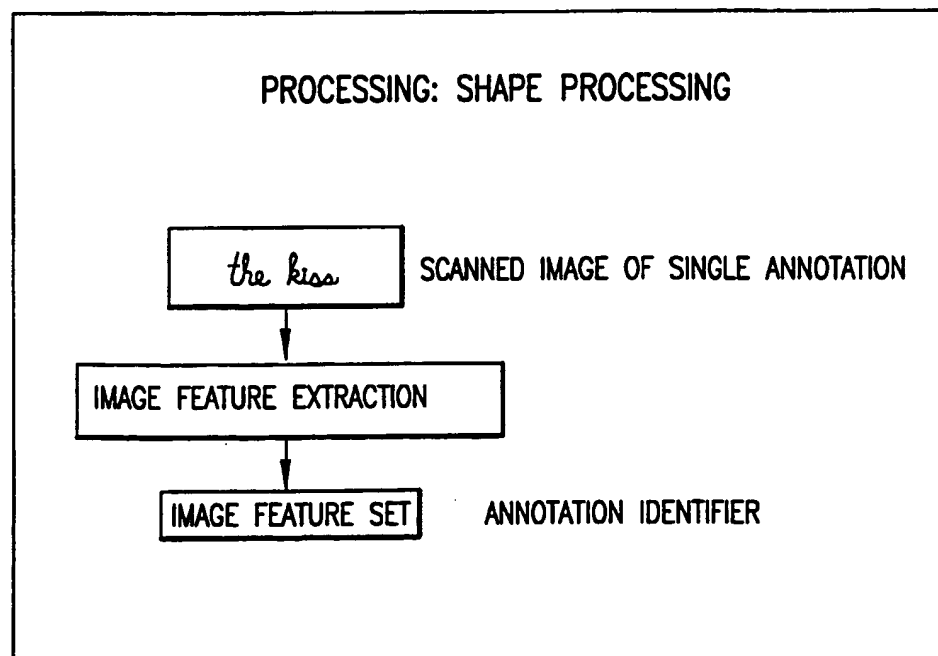 PROCESSING: SHAPE PROCESSING
the kiss
SCANNED IMAGE OF SINGLE ANNOTATION
IMAGE FEATURE EXTRACTION
IMAGE FEATURE SET
ANNOTATION IDENTIFIER